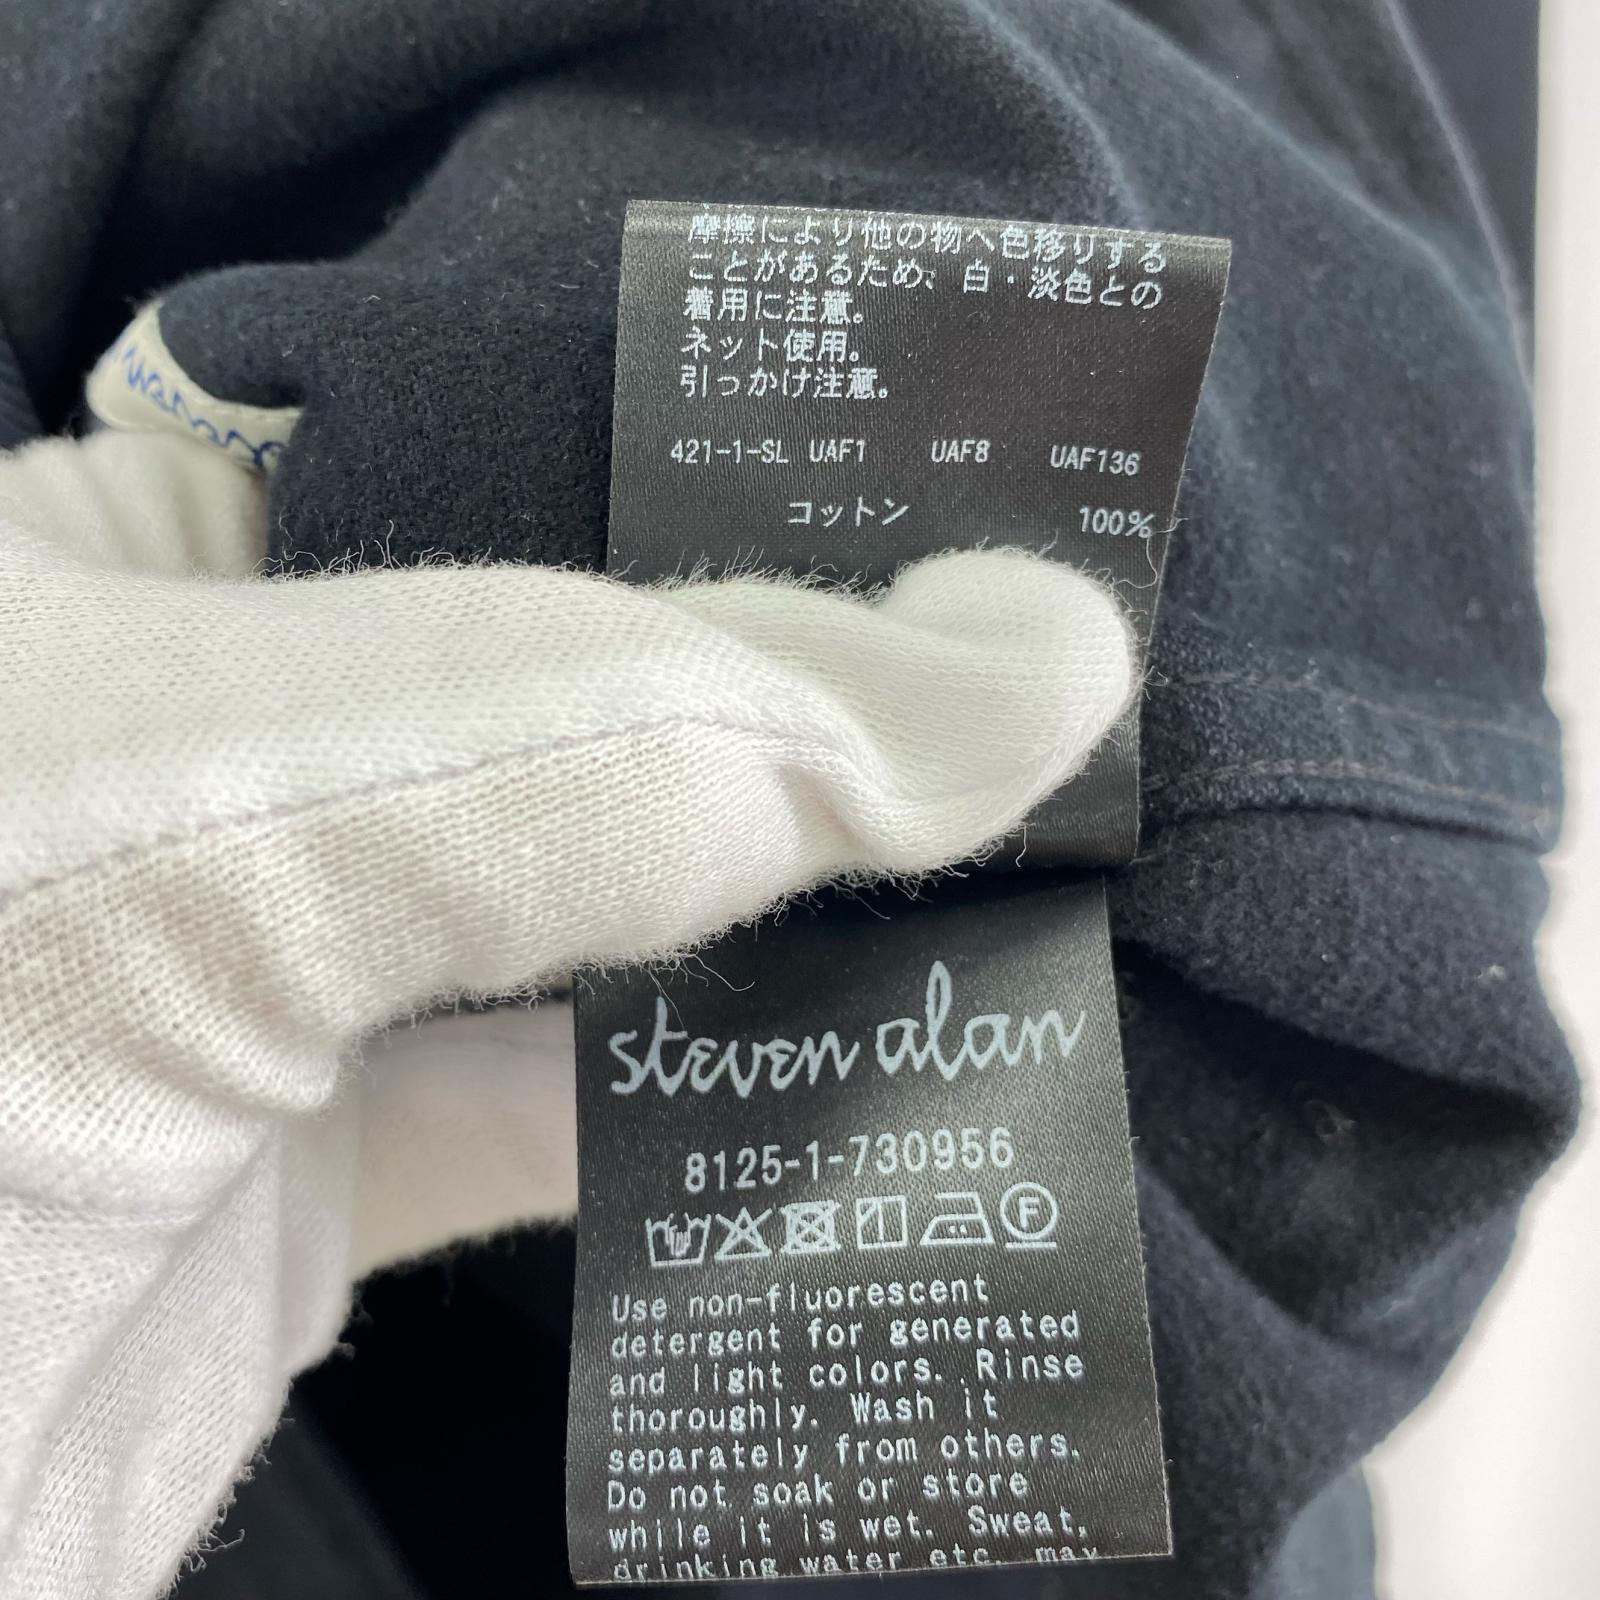 摩擦により他の物へ色移りする
ことがあるため、白・淡色との
着用に注意。
ネット使用。
引っかけ注意。
421-1-SL UAF1 UAF8 UAF136
コットン 100%
steven alan
8125-1-730956
F
Use non-fluorescent
detergent for generated
and light colors. Rinse
thoroughly. Wash it
separately from others.
Do not soak or store
while it is wet. Sweat,
drinking water etc. may